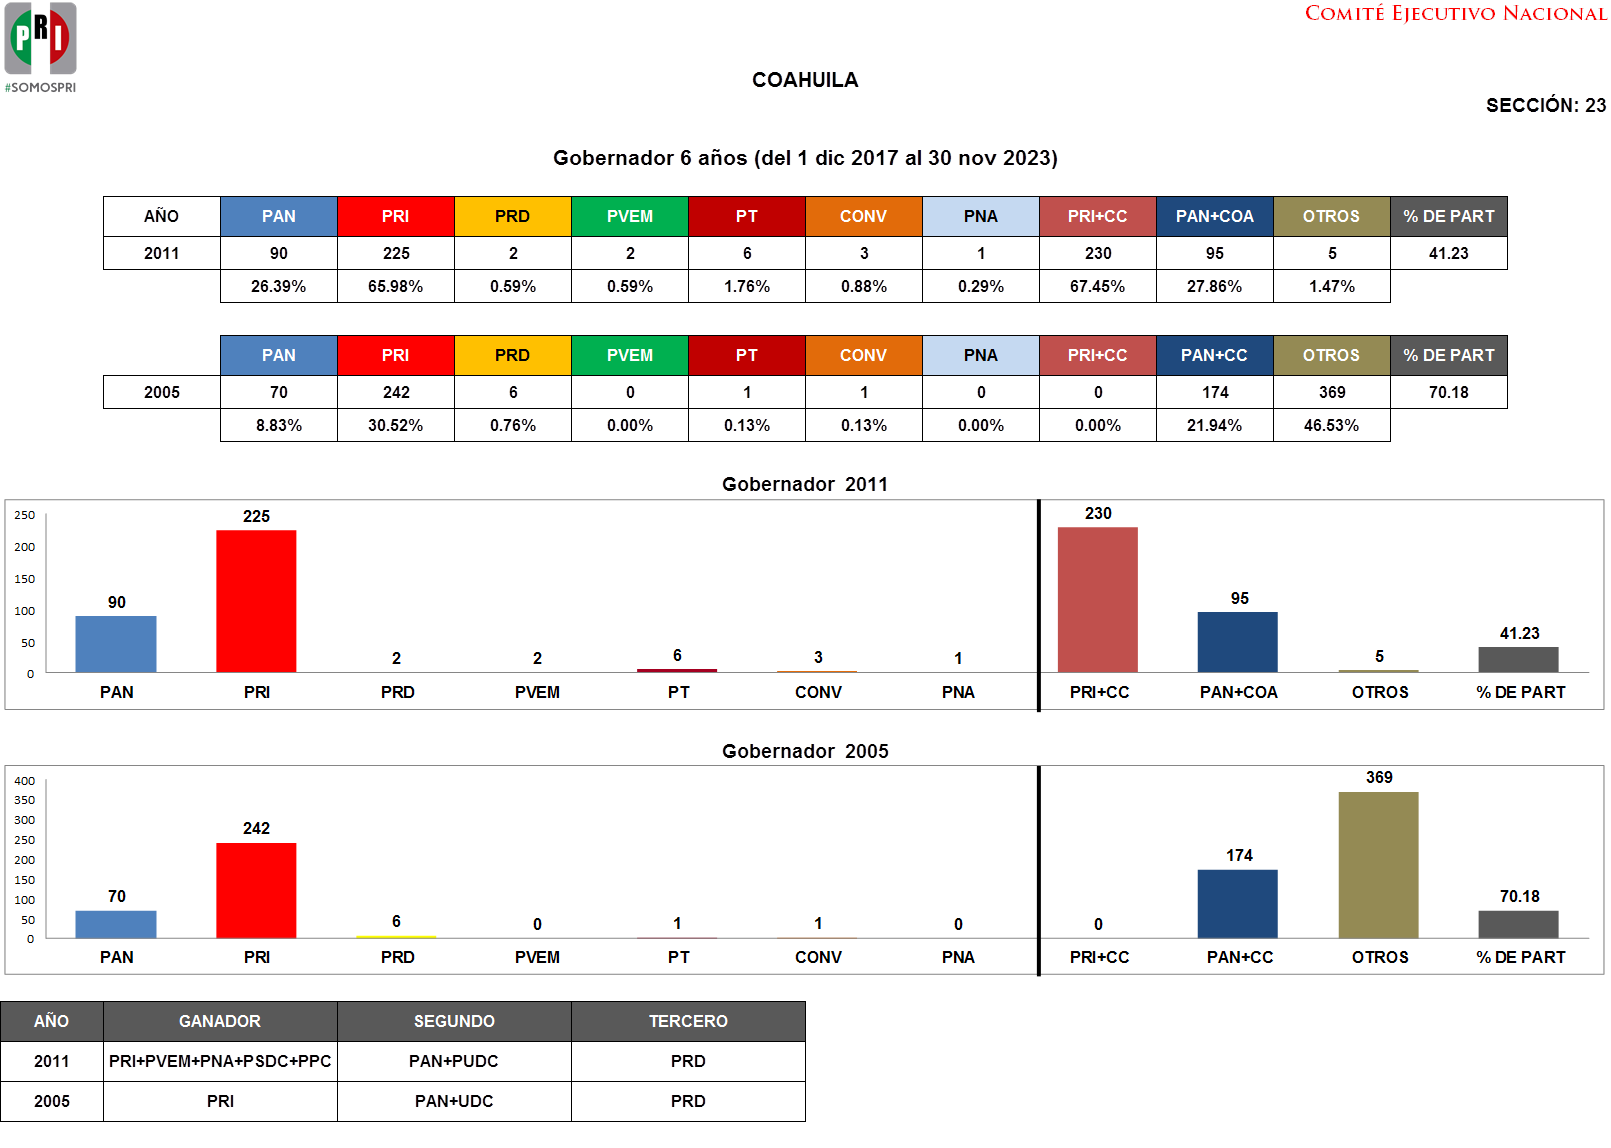 COMITÉ EJECUTIVO NACIONAL
PRI
#SOMOSPRI
COAHUILA
SECCIÓN: 23
Gobernador 6 años (del 1 dic 2017 al 30 nov 2023)
AÑO PAN PRI PRD PVEM PT CONV PNA PRI+CC PAN+COA OTROS % DE PART
2011 90 225 2 2 6 3 1 230 95 5 41.23
26.39% 65.98% 0.59% 0.59% 1.76% 0.88% 0.29% 67.45% 27.86% 1.47%
PAN PRI PRD PVEM PT CONV PNA PRI+CC PAN+CC OTROS % DE PART
2005 70 242 6 0 1 1 0 0 174 369 70.18
8.83% 30.52% 0.76% 0.00% 0.13% 0.13% 0.00% 0.00% 21.94% 46.53%
Gobernador 2011
250
200
150
100
50
0
90 225 2 2 6 3 1 230 95 5 41.23
PAN PRI PRD PVEM PT CONV PNA PRI+CC PAN+COA OTROS % DE PART
Gobernador 2005
400
350
300
250
200
150
100
50
0
70 242 6 0 1 1 0 0 174 369 70.18
PAN PRI PRD PVEM PT CONV PNA PRI+CC PAN+CC OTROS % DE PART
AÑO GANADOR SEGUNDO TERCERO
2011 PRI+PVEM+PNA+PSDC+PPC PAN+PUDC PRD
2005 PRI PAN+UDC PRD